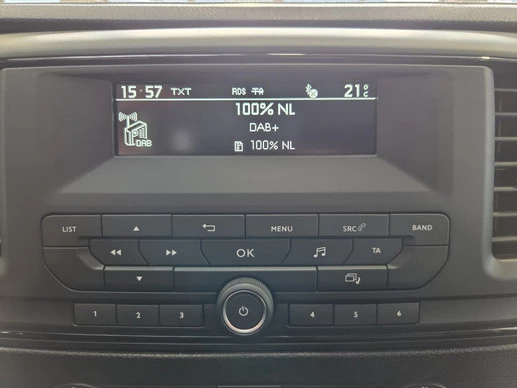 15:57 TXT RDS TA 21°C
100% NL
DAB+
DAB 100% NL
LIST MENU SRC BAND
OK TA
1 2 3 4 5 6